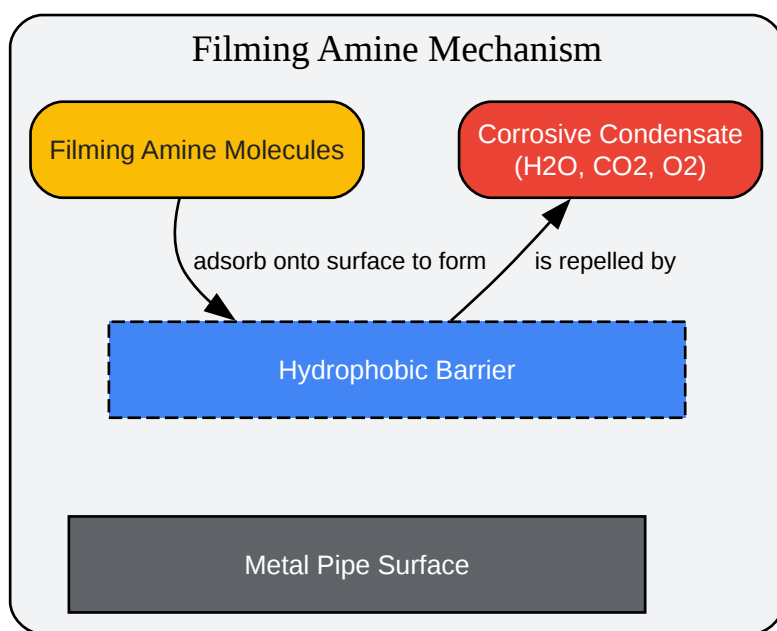 Filming Amine Mechanism
Filming Amine Molecules
Corrosive Condensate
(H2O, CO2, O2)
adsorb onto surface to form
is repelled by
Hydrophobic Barrier
Metal Pipe Surface